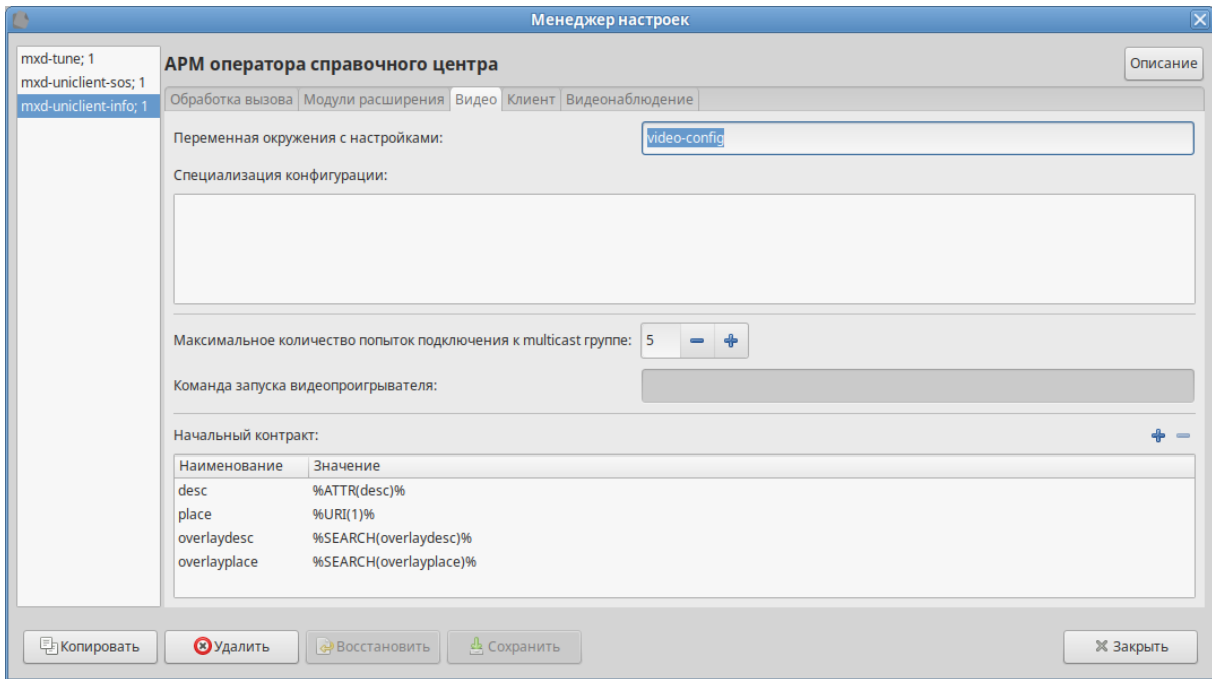 Менеджер настроек
mxd-tune; 1
mxd-uniclient-sos; 1
mxd-uniclient-info; 1
АРМ оператора справочного центра
Описание
Обработка вызова Модули расширения Видео Клиент Видеонаблюдение
Переменная окружения с настройками: video-config
Специализация конфигурации:
Максимальное количество попыток подключения к multicast группе: 5
Команда запуска видеопроигрывателя:
Начальный контракт:
Наименование Значение
desc %ATTR(desc)%
place %URI(1)%
overlaydesc %SEARCH(overlaydesc)%
overlayplace %SEARCH(overlayplace)%
Копировать Удалить Восстановить Сохранить Закрыть